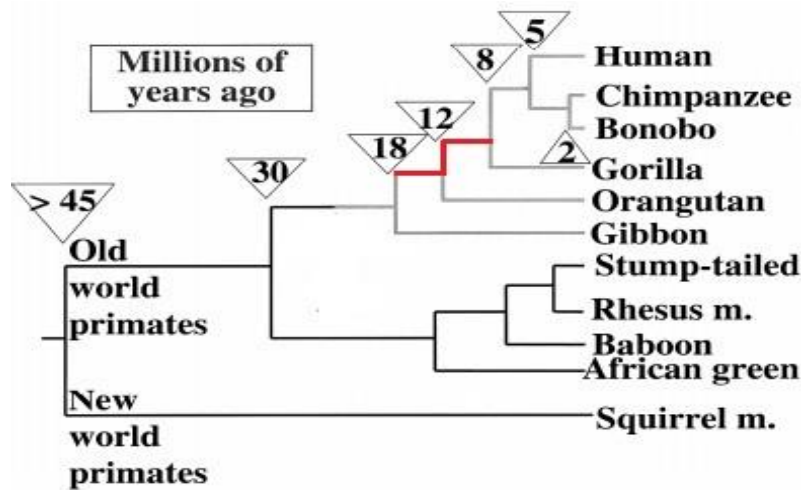 Millions of
years ago
5
8
12
18
30
> 45
2
Human
Chimpanzee
Bonobo
Gorilla
Orangutan
Gibbon
Stump-tailed
Rhesus m.
Baboon
African green
Squirrel m.
Old
world
primates
New
world
primates